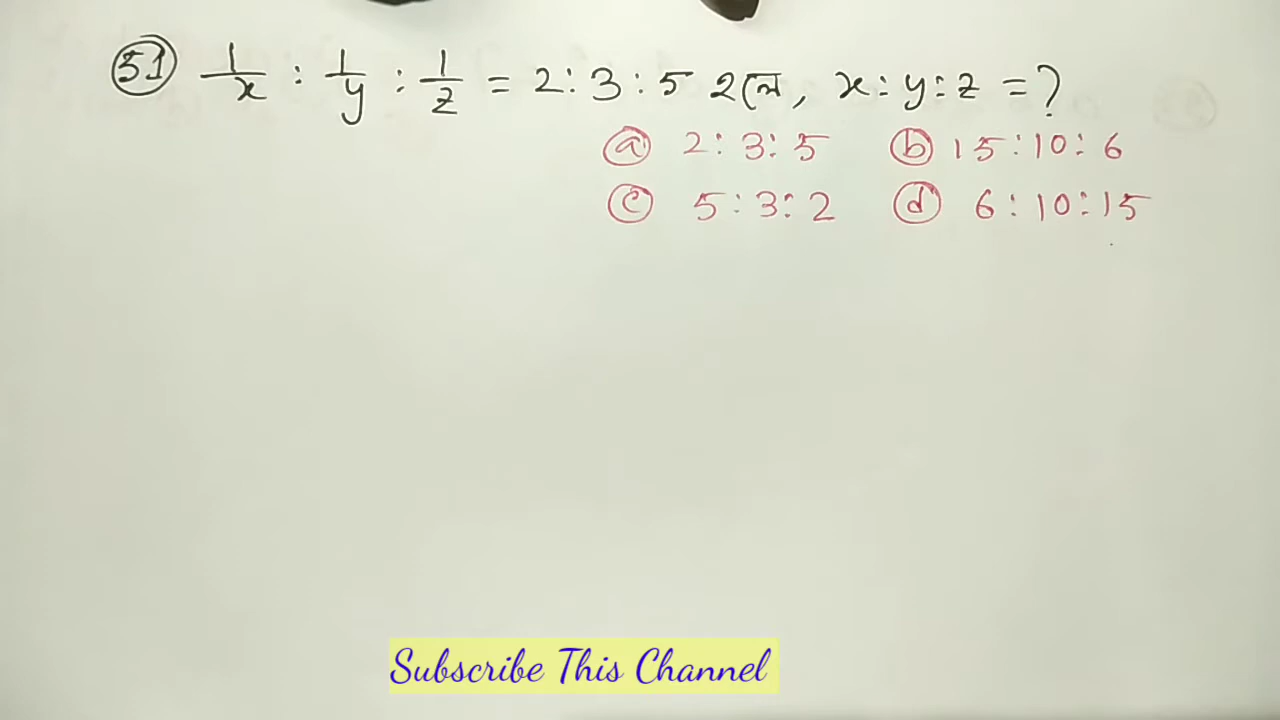 51 1/x : 1/y : 1/z = 2 : 3 : 5 হলে, x : y : z = ?
a 2 : 3 : 5 b 15 : 10 : 6
c 5 : 3 : 2 d 6 : 10 : 15
Subscribe This Channel